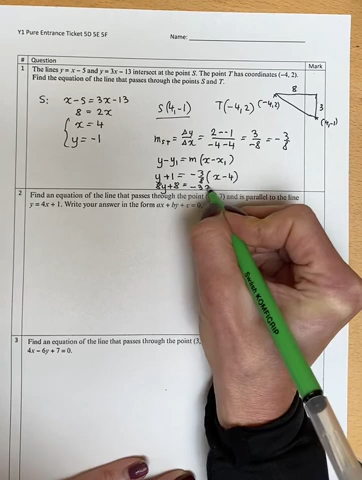 Y1 Pure Entrance Ticket 5D 5E 5F
Name:
# Question Mark
1 The lines y = x − 5 and y = 3x − 13 intersect at the point S. The point T has coordinates (−4, 2).
Find the equation of the line that passes through the points S and T.
S: x-5=3x-13
8 = 2x
x = 4
y = -1
S(4,-1) T(-4,2)
(-4,2) 8
3
(4,-1)
m ST = Δy/Δx = 2--1/-4-4 = 3/-8 = -3/8
y-y₁ = m(x-x₁)
y+1 = -3/8(x-4)
8y+8 = -3
2 Find an equation of the line that passes through the point and is parallel to the line
y = 4x + 1. Write your answer in the form ax + by + c = 0.
3 Find an equation of the line that passes through the point (3,
4x − 6y + 7 = 0.
Swäsh KOMFIGRIP